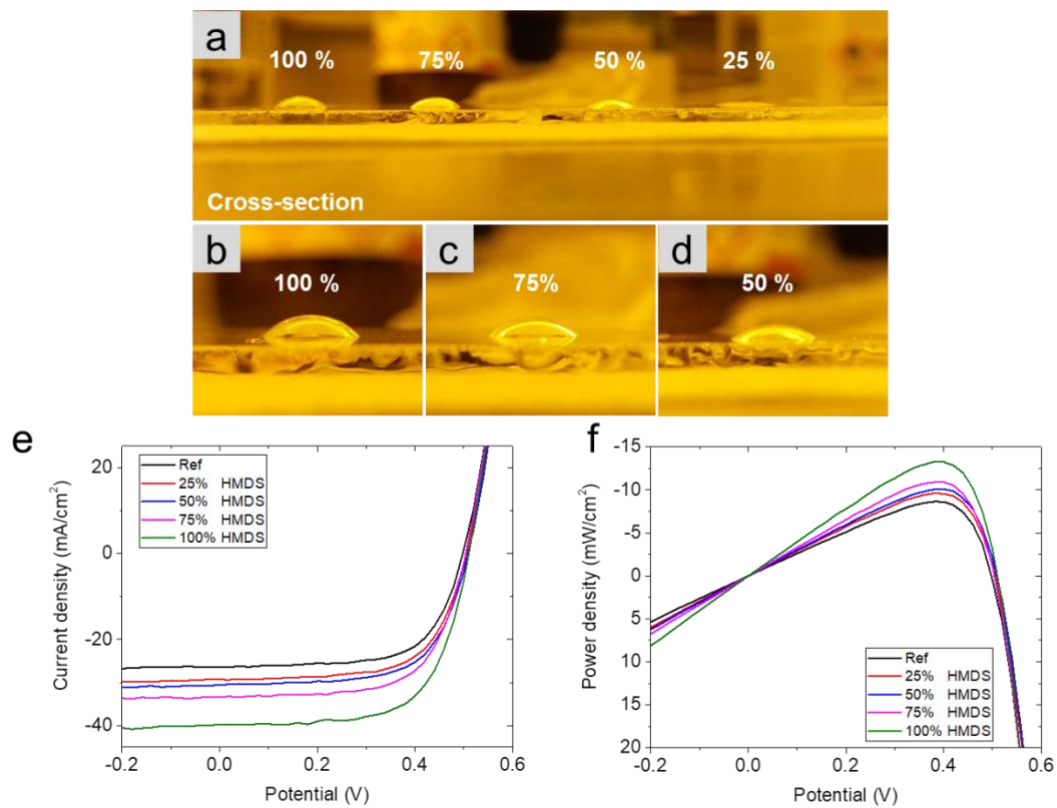 a
100 %
75%
50 %
25 %
Cross-section
b
100 %
c
75%
d
50 %
e
20
0
-20
-40
-0.2
0.0
0.2
0.4
0.6
Current density (mA/cm²)
Potential (V)
Ref
25% HMDS
50% HMDS
75% HMDS
100% HMDS
f
-15
-10
-5
0
5
10
15
20
-0.2
0.0
0.2
0.4
0.6
Power density (mW/cm²)
Potential (V)
Ref
25% HMDS
50% HMDS
75% HMDS
100% HMDS